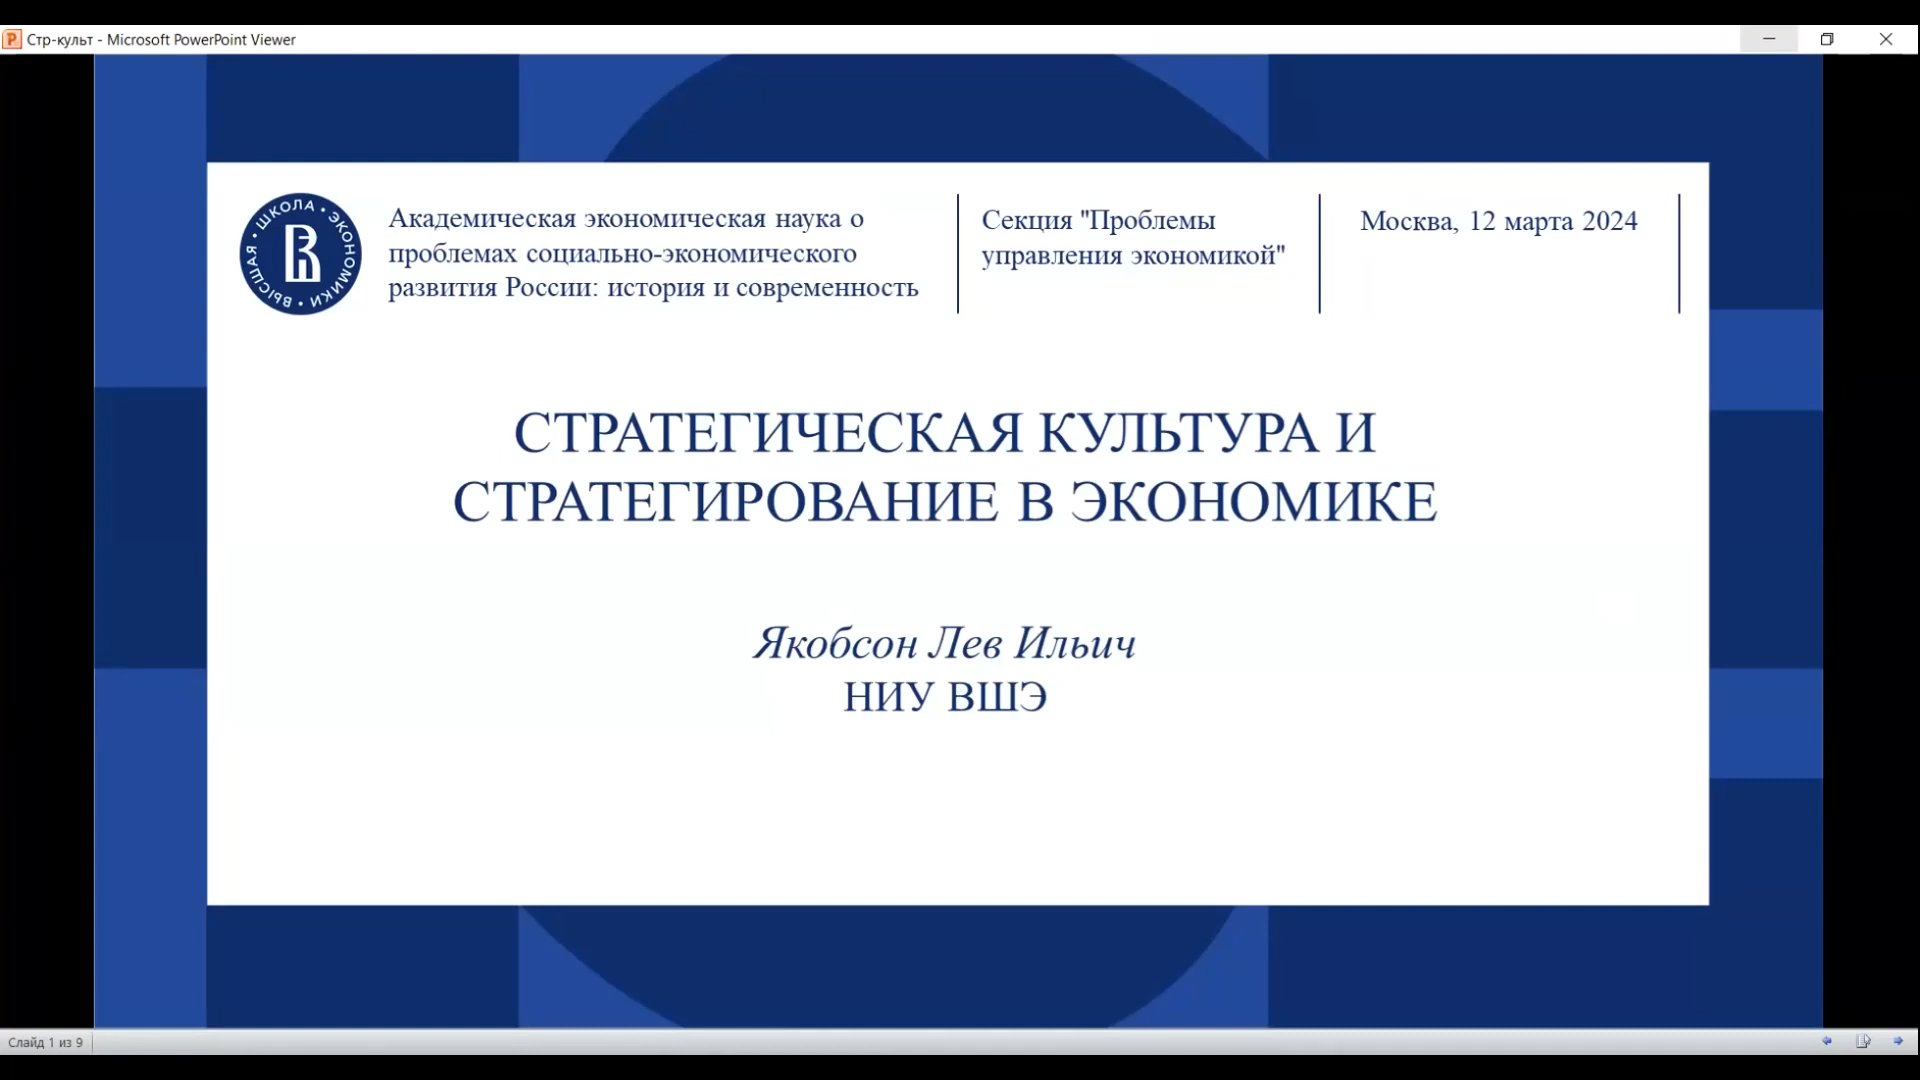 Стр-культ - Microsoft PowerPoint Viewer
ВЫСШАЯ • ШКОЛА • ЭКОНОМИКИ •
Академическая экономическая наука о
проблемах социально-экономического
развития России: история и современность
Секция "Проблемы
управления экономикой"
Москва, 12 марта 2024
СТРАТЕГИЧЕСКАЯ КУЛЬТУРА И
СТРАТЕГИРОВАНИЕ В ЭКОНОМИКЕ
Якобсон Лев Ильич
НИУ ВШЭ
Слайд 1 из 9